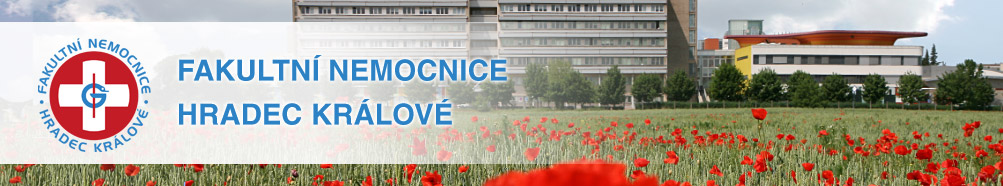 FAKULTNÍ NEMOCNICE
HRADEC KRÁLOVÉ
FAKULTNÍ NEMOCNICE
HRADEC KRÁLOVÉ